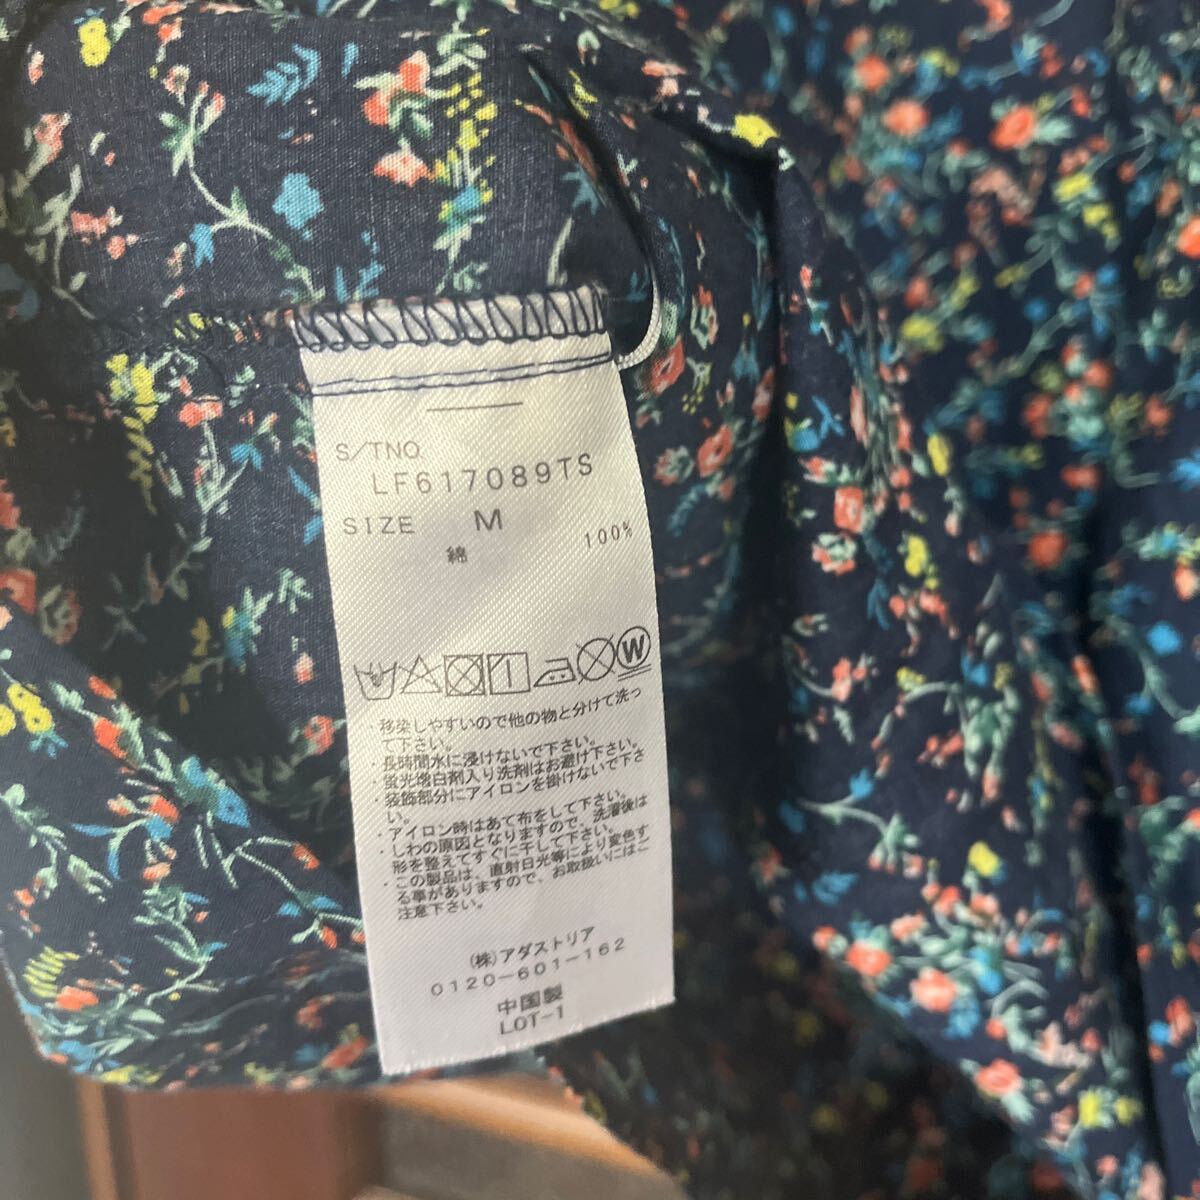 S/TNO.
LF617089TS
SIZE M
綿 100%
W
・移染しやすいので他の物と分けて洗っ
て下さい。
・長時間水に浸けないで下さい。
・蛍光増白剤入り洗剤はお避け下さい。
・装飾部分にアイロンを掛けないで下さ
い。
・アイロン時はあて布をして下さい。
・しわの原因となりますので、洗濯後は
形を整えてすぐに干して下さい。
・この製品は、直射日光等により変色す
る事がありますので、お取扱いにはご
注意下さい。
(株)アダストリア
0120-601-162
中国製
LOT-1